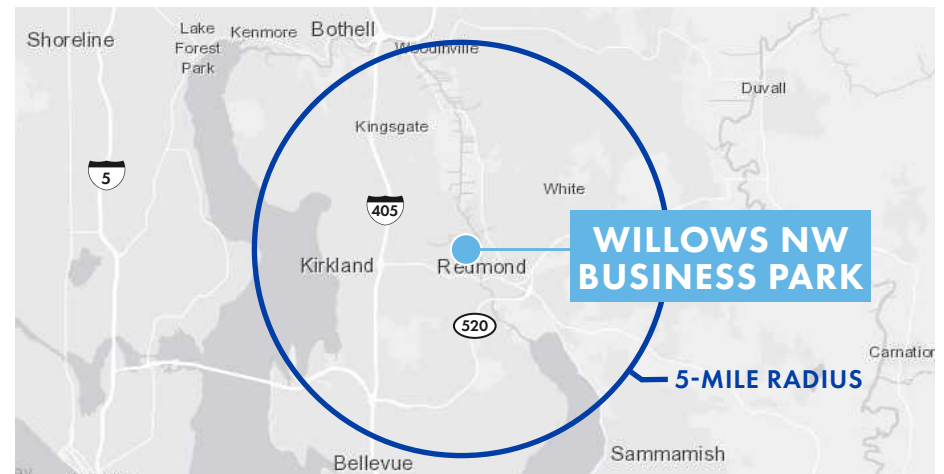 Shoreline
Lake
Forest
Park
Kenmore
Bothell
Woodinville
Duvall
Kingsgate
5
405
White
WILLOWS NW
BUSINESS PARK
Kirkland
Redmond
520
Carnation
5-MILE RADIUS
Bellevue
Sammamish